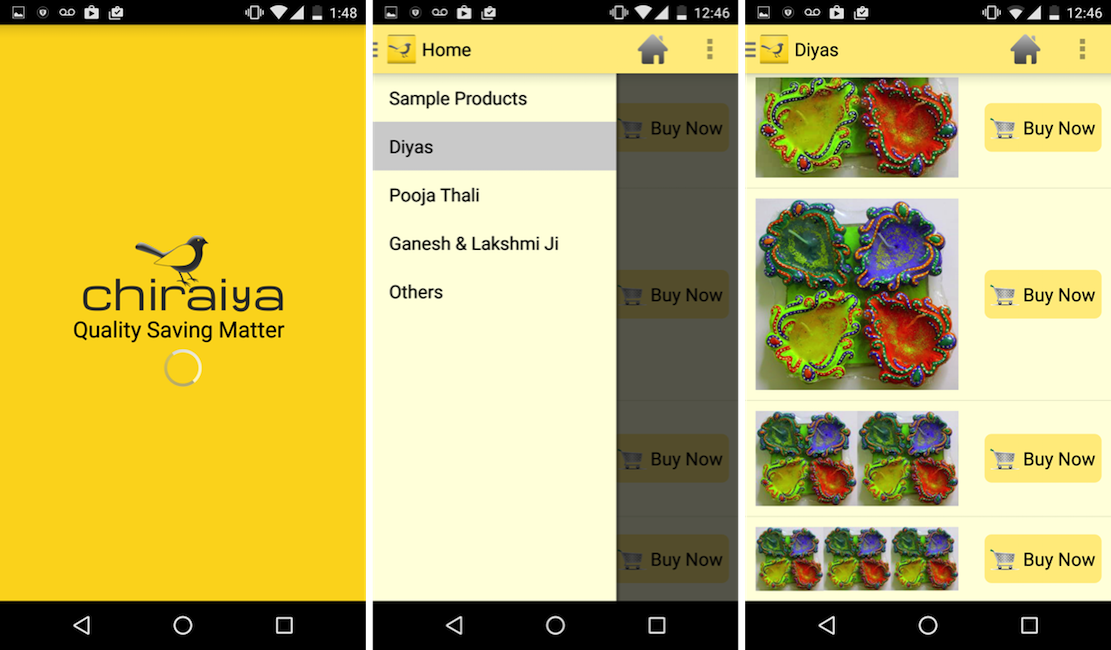 1:48
chiraiya
Quality Saving Matter
12:46
Home
Sample Products
Diyas
Pooja Thali
Ganesh & Lakshmi Ji
Others
Buy Now
Buy Now
Buy Now
Buy Now
12:46
Diyas
Buy Now
Buy Now
Buy Now
Buy Now